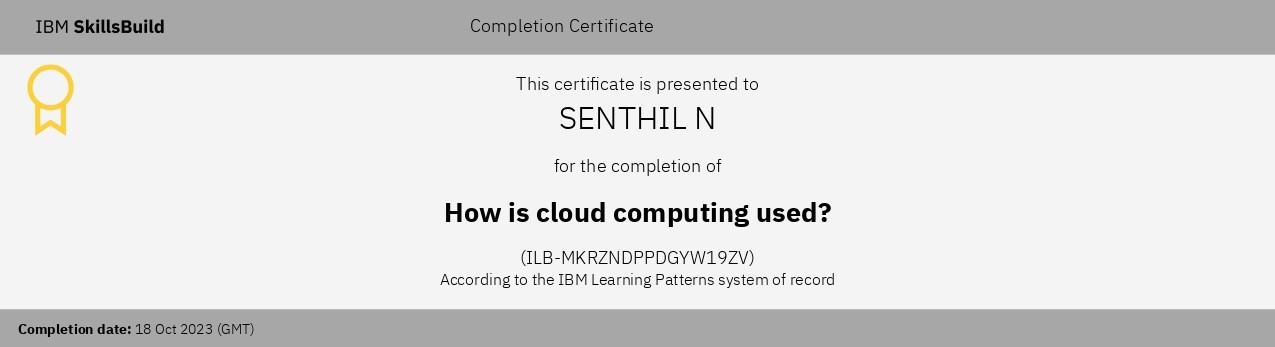 IBM SkillsBuild
Completion Certificate
This certificate is presented to
SENTHIL N
for the completion of
How is cloud computing used?
(ILB-MKRZNDPPDGYW19ZV)
According to the IBM Learning Patterns system of record
Completion date: 18 Oct 2023 (GMT)